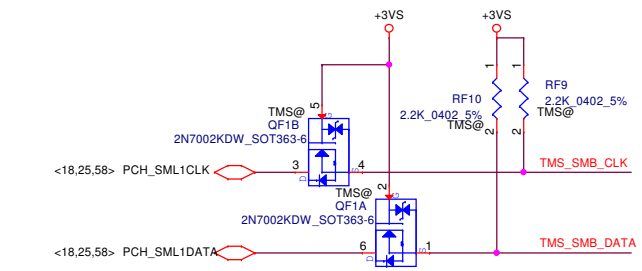 +3VS +3VS
1 1
5
TMS@ G
QF1B
2N7002KDW_SOT363-6
RF10
2.2K_0402_5%
TMS@
RF9
2.2K_0402_5%
TMS@
2 2
<18,25,58> PCH_SML1CLK 3 4 TMS_SMB_CLK
D S
2
TMS@ G
QF1A
2N7002KDW_SOT363-6
<18,25,58> PCH_SML1DATA 6 1 TMS_SMB_DATA
D S